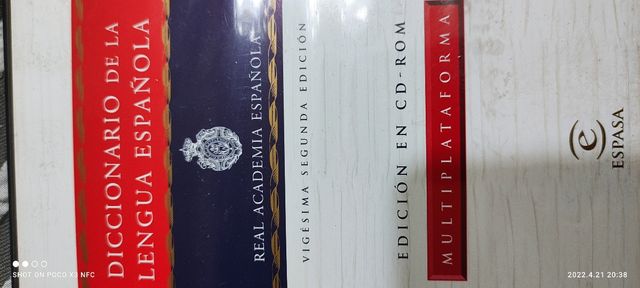 DICCIONARIO DE LA
LENGUA ESPAÑOLA
REAL ACADEMIA ESPAÑOLA
VIGÉSIMA SEGUNDA EDICIÓN
EDICIÓN EN CD-ROM
MULTIPLATAFORMA
e
ESPASA
SHOT ON POCO X3 NFC
2022.4.21 20:38